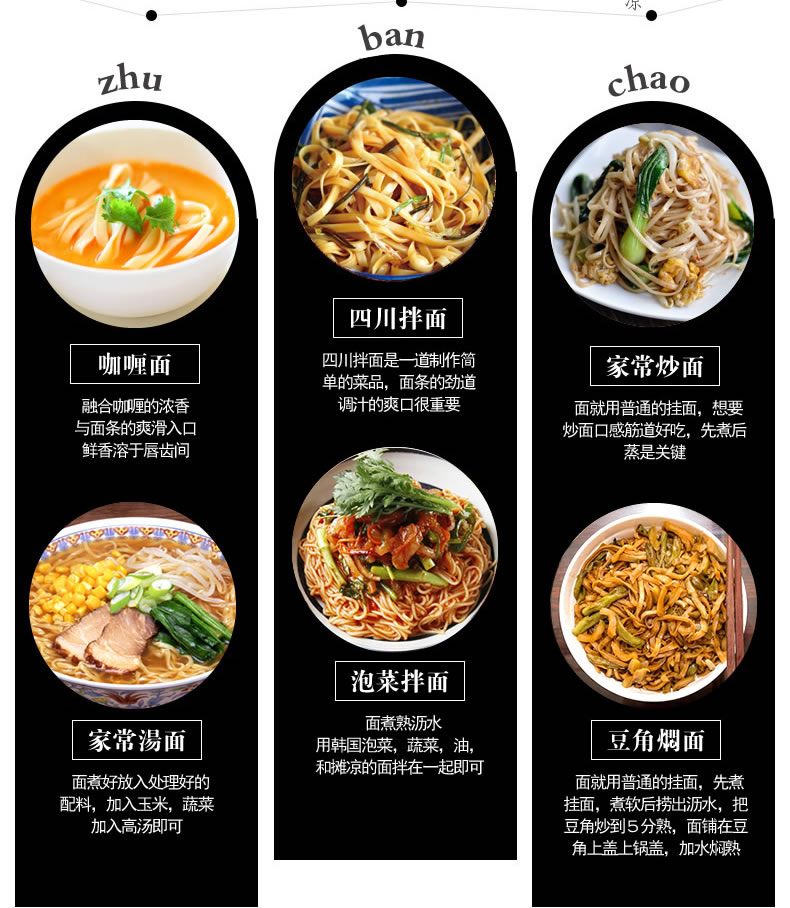 凉
zhu
咖喱面
融合咖喱的浓香
与面条的爽滑入口
鲜香溶于唇齿间
家常湯面
面煮好放入处理好的
配料，加入玉米，蔬菜
加入高汤即可
ban
四川拌面
四川拌面是一道制作简
单的菜品，面条的劲道
调汁的爽口很重要
泡菜拌面
面煮熟沥水
用韩国泡菜，蔬菜，油，
和摊凉的面拌在一起即可
chao
家常炒面
面就用普通的挂面，想要
炒面口感筋道好吃，先煮后
蒸是关键
豆角燜面
面就用普通的挂面，先煮
挂面，煮软后捞出沥水，把
豆角炒到５分熟，面铺在豆
角上盖上锅盖，加水焖熟